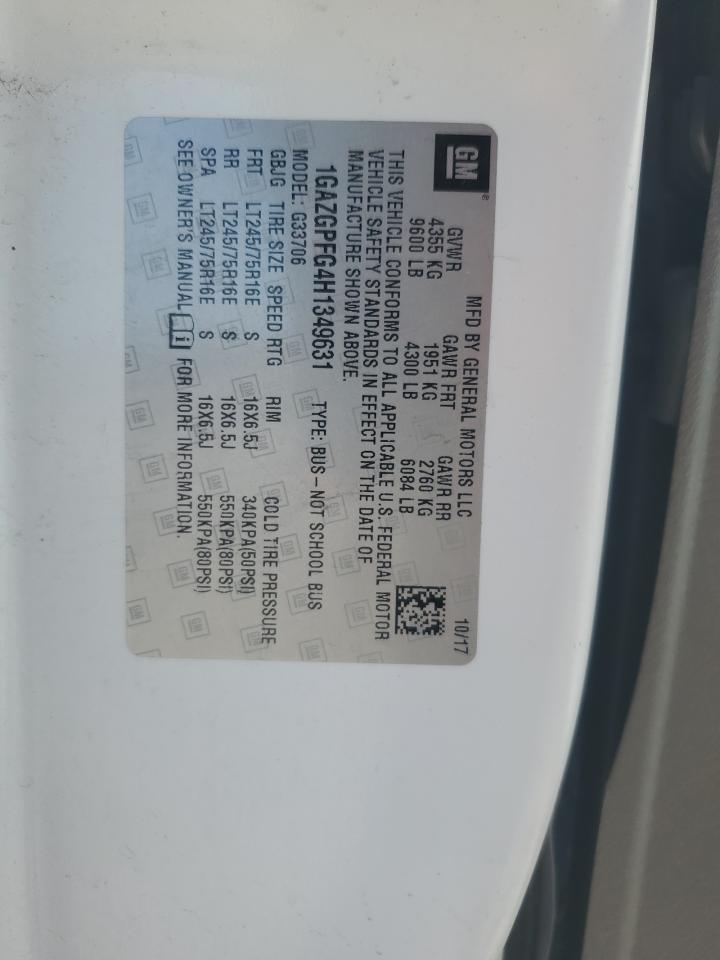 GM®
MFD BY GENERAL MOTORS LLC 10/17
GVWR GAWR FRT GAWR RR
4355 KG 1951 KG 2760 KG
9600 LB 4300 LB 6084 LB
THIS VEHICLE CONFORMS TO ALL APPLICABLE U.S. FEDERAL MOTOR
VEHICLE SAFETY STANDARDS IN EFFECT ON THE DATE OF
MANUFACTURE SHOWN ABOVE.
1GAZGPFG4H1349631 TYPE: BUS – NOT SCHOOL BUS
MODEL: G33706
GBJG TIRE SIZE SPEED RTG RIM COLD TIRE PRESSURE
FRT LT245/75R16E S 16X6.5J 340KPA(50PSI)
RR LT245/75R16E S 16X6.5J 550KPA(80PSI)
SPA LT245/75R16E S 16X6.5J 550KPA(80PSI)
SEE OWNER'S MANUAL i FOR MORE INFORMATION.